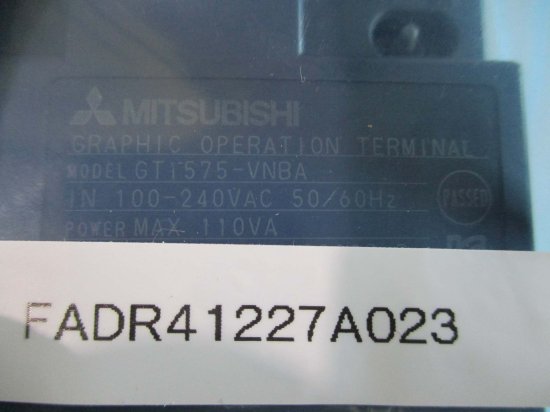 MITSUBISHI
GRAPHIC OPERATION TERMINAL
MODEL GT1575-VNBA
IN 100-240VAC 50/60Hz
PASSED
POWER MAX 110VA
FADR41227A023